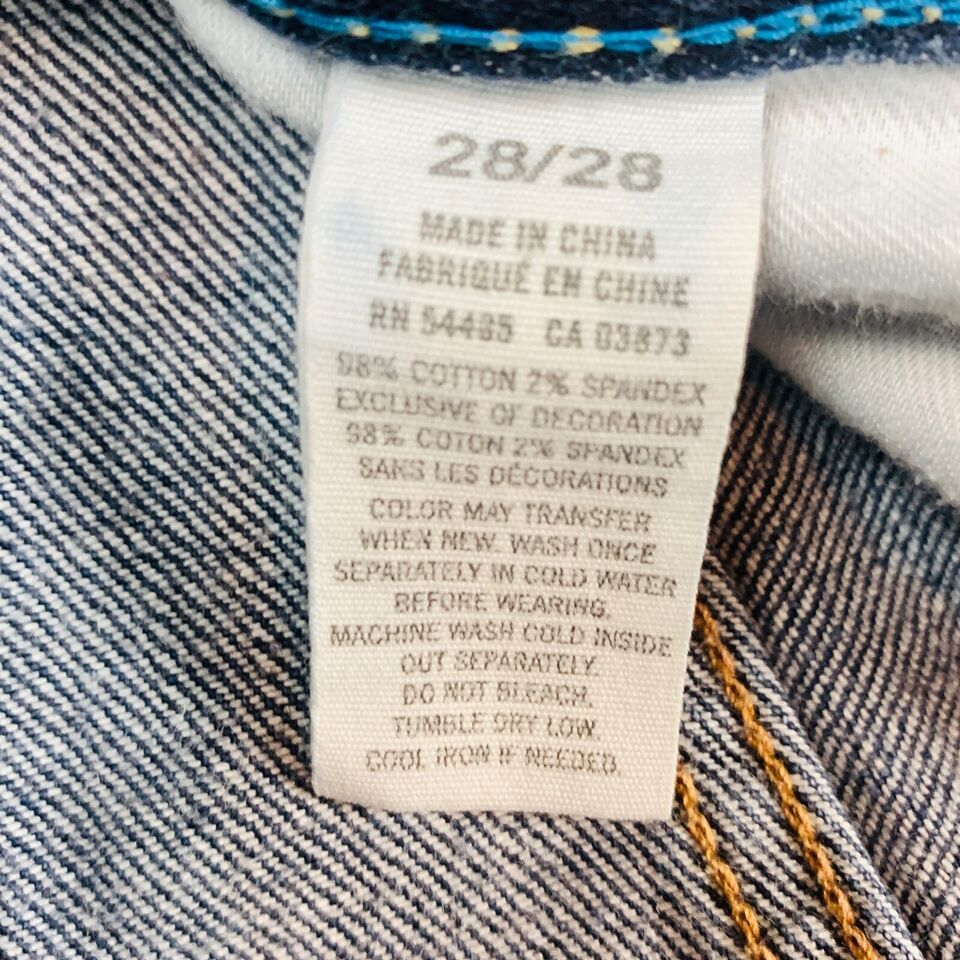 28/28
MADE IN CHINA
FABRIQUÉ EN CHINE
RN 54485 CA 03873
98% COTTON 2% SPANDEX
EXCLUSIVE OF DECORATION
98% COTON 2% SPANDEX
SANS LES DÉCORATIONS
COLOR MAY TRANSFER
WHEN NEW. WASH ONCE
SEPARATELY IN COLD WATER
BEFORE WEARING.
MACHINE WASH COLD INSIDE
OUT SEPARATELY.
DO NOT BLEACH.
TUMBLE DRY LOW.
COOL IRON IF NEEDED.